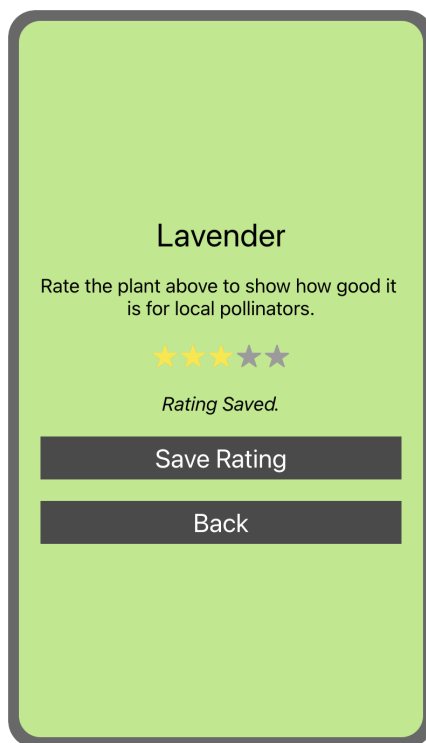 Lavender
Rate the plant above to show how good it
is for local pollinators.
Rating Saved.
Save Rating
Back